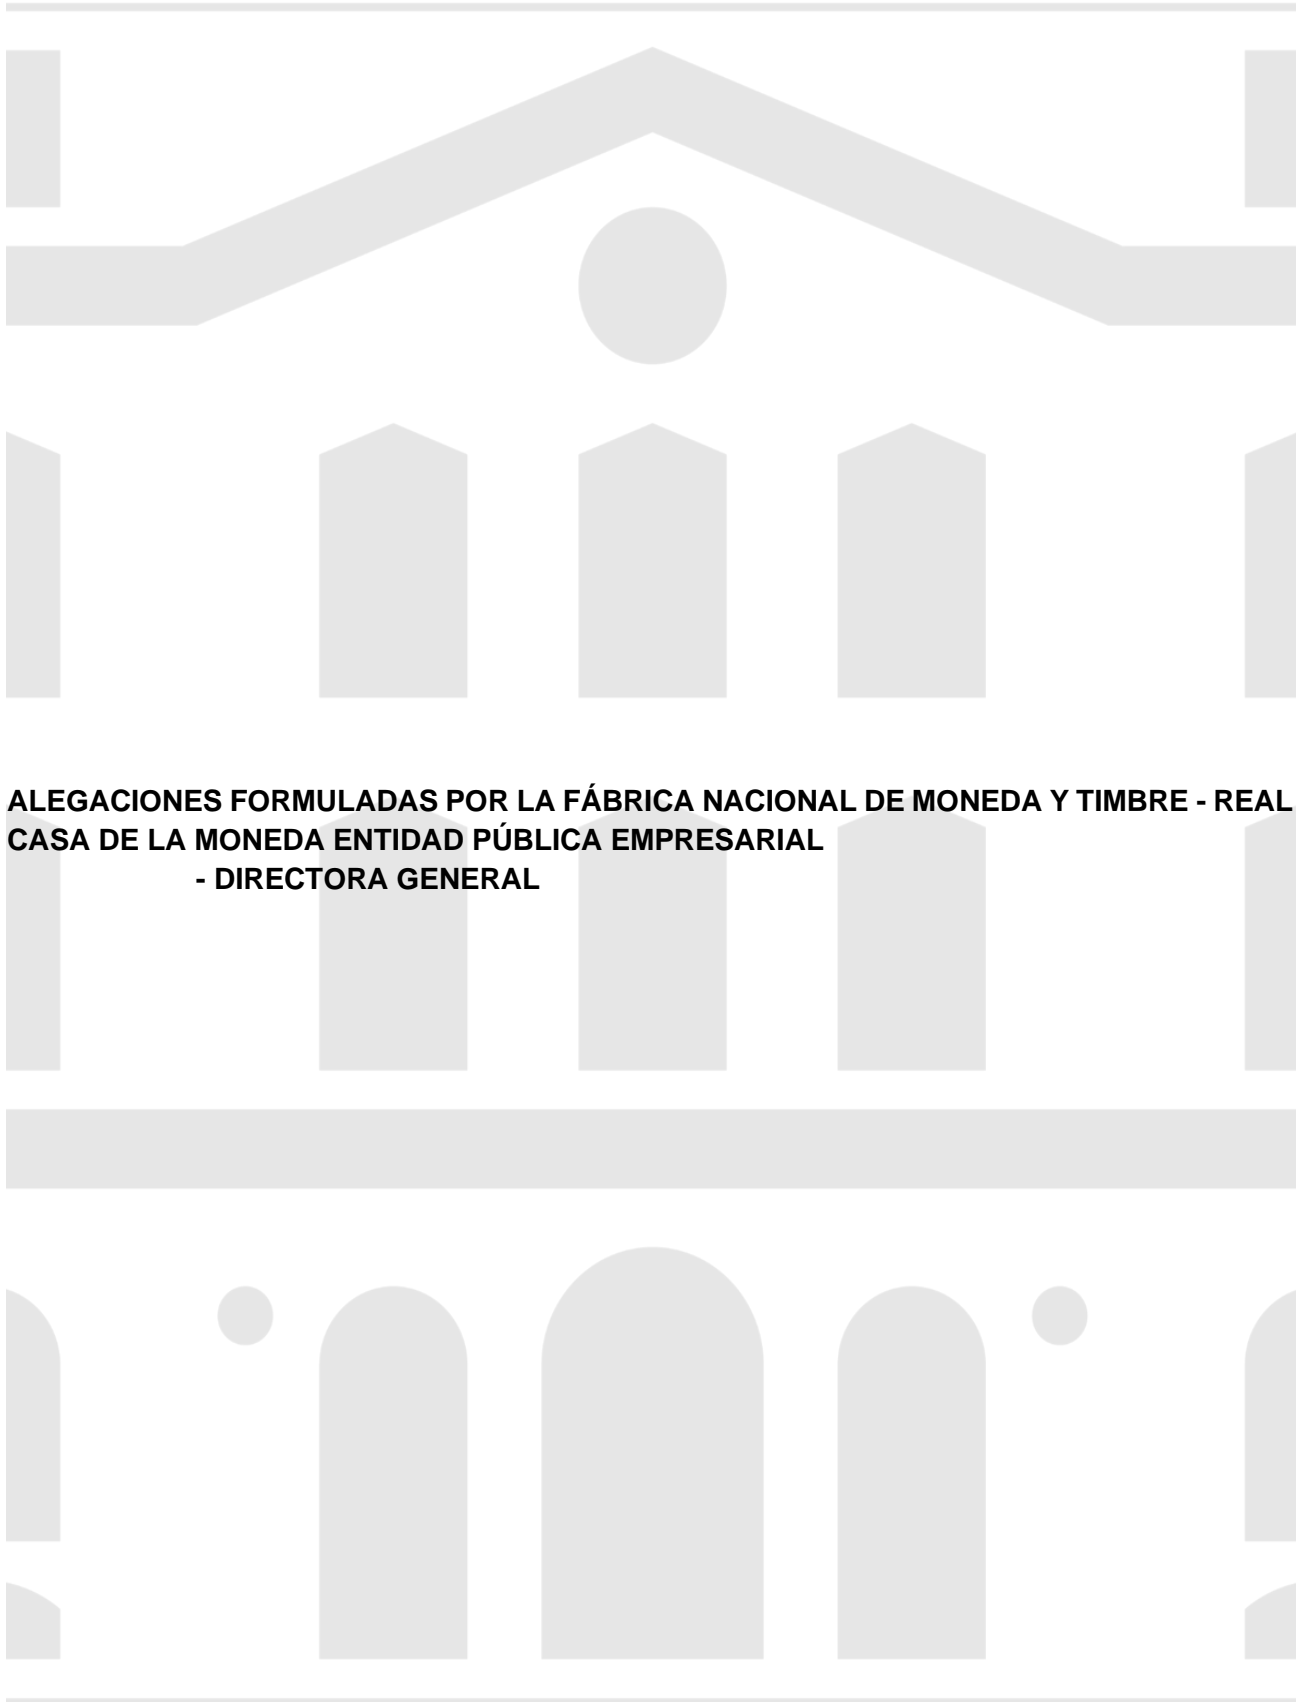 ALEGACIONES FORMULADAS POR LA FÁBRICA NACIONAL DE MONEDA Y TIMBRE - REAL
CASA DE LA MONEDA ENTIDAD PÚBLICA EMPRESARIAL
- DIRECTORA GENERAL